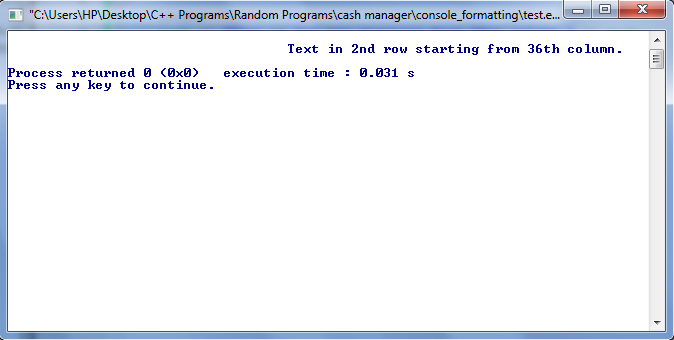 "C:\Users\HP\Desktop\C++ Programs\Random Programs\cash manager\console_formatting\test.e...
Text in 2nd row starting from 36th column.
Process returned 0 (0x0)   execution time : 0.031 s
Press any key to continue.